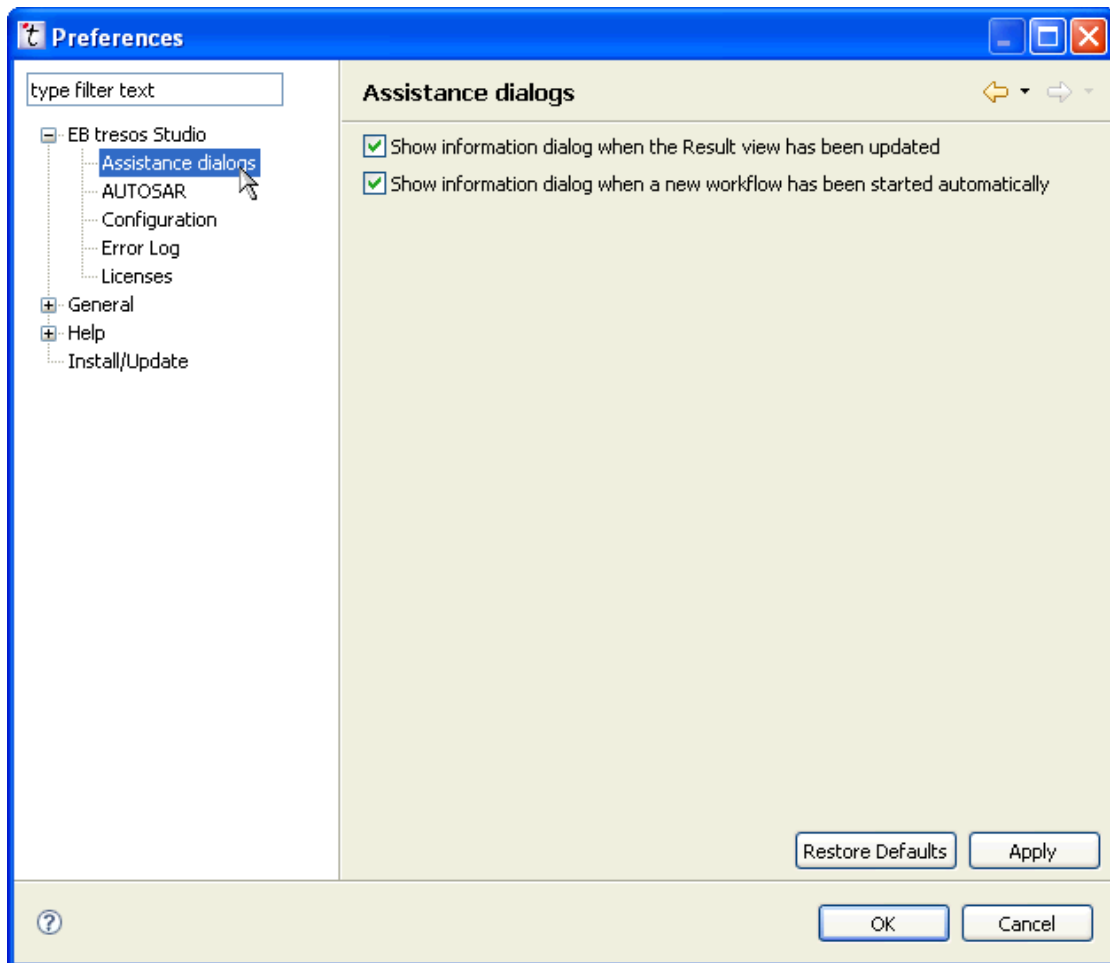 Preferences
type filter text
EB tresos Studio
Assistance dialogs
AUTOSAR
Configuration
Error Log
Licenses
General
Help
Install/Update
Assistance dialogs
Show information dialog when the Result view has been updated
Show information dialog when a new workflow has been started automatically
Restore Defaults
Apply
OK
Cancel